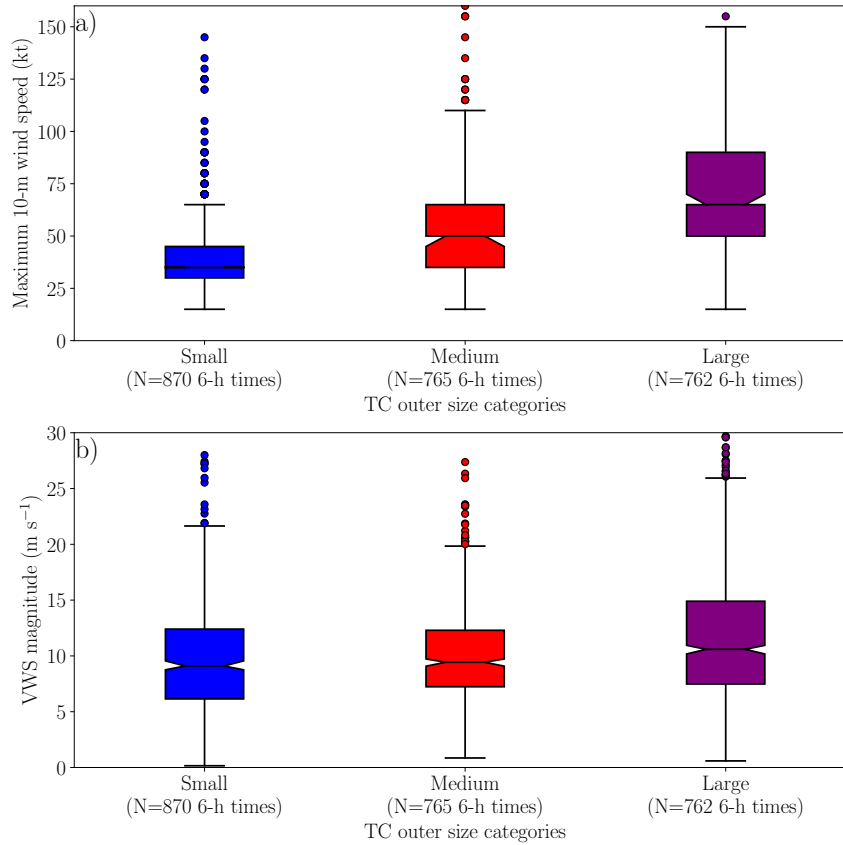 a)
Maximum 10-m wind speed (kt)
150
125
100
75
50
25
0
Small
(N=870 6-h times)
Medium
(N=765 6-h times)
Large
(N=762 6-h times)
TC outer size categories
b)
VWS magnitude (m s⁻¹)
30
25
20
15
10
5
0
Small
(N=870 6-h times)
Medium
(N=765 6-h times)
Large
(N=762 6-h times)
TC outer size categories